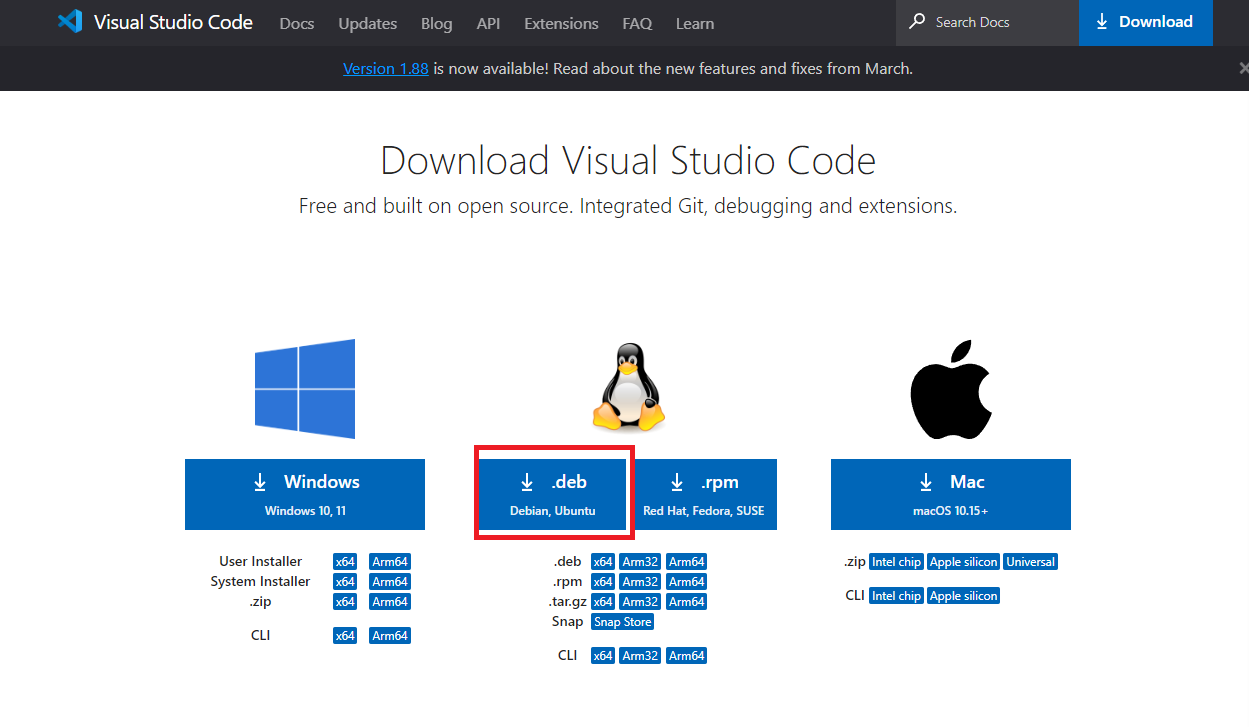 Visual Studio Code Docs Updates Blog API Extensions FAQ Learn Search Docs Download
Version 1.88 is now available! Read about the new features and fixes from March.
Download Visual Studio Code
Free and built on open source. Integrated Git, debugging and extensions.
Windows
Windows 10, 11
User Installer x64 Arm64
System Installer x64 Arm64
.zip x64 Arm64
CLI x64 Arm64
.deb
Debian, Ubuntu
.rpm
Red Hat, Fedora, SUSE
.deb x64 Arm32 Arm64
.rpm x64 Arm32 Arm64
.tar.gz x64 Arm32 Arm64
Snap Snap Store
CLI x64 Arm32 Arm64
Mac
macOS 10.15+
.zip Intel chip Apple silicon Universal
CLI Intel chip Apple silicon